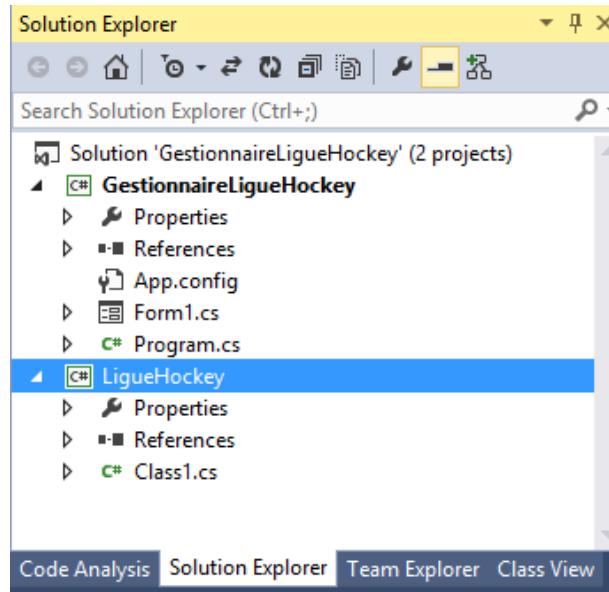 Solution Explorer
Search Solution Explorer (Ctrl+;)
Solution 'GestionnaireLigueHockey' (2 projects)
C# GestionnaireLigueHockey
Properties
References
App.config
Form1.cs
C# Program.cs
C# LigueHockey
Properties
References
C# Class1.cs
Code Analysis Solution Explorer Team Explorer Class View